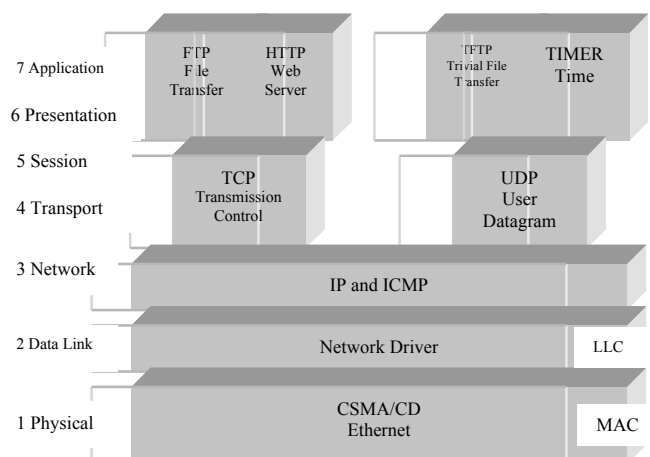 FTP
File
Transfer
HTTP
Web
Server
TFTP
Trivial File
Transfer
TIMER
Time
7 Application
6 Presentation
5 Session
TCP
Transmission
Control
UDP
User
Datagram
4 Transport
3 Network
IP and ICMP
2 Data Link
Network Driver
LLC
1 Physical
CSMA/CD
Ethernet
MAC